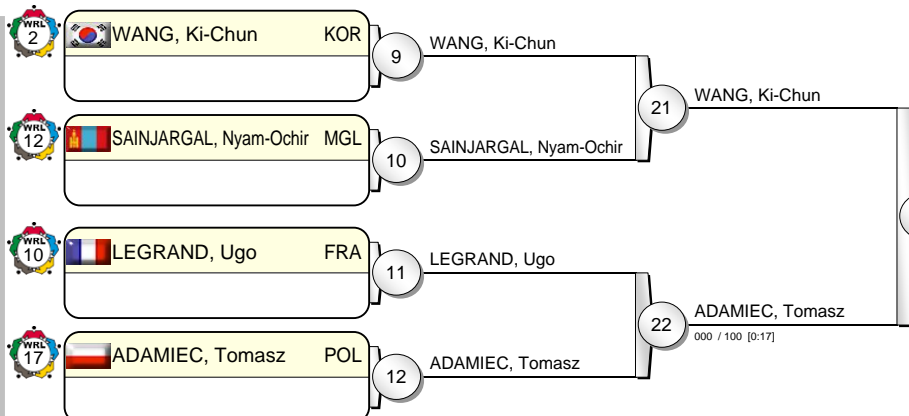 WRL 2
WANG, Ki-Chun KOR
9
WANG, Ki-Chun
21
WANG, Ki-Chun
WRL 12
SAINJARGAL, Nyam-Ochir MGL
10
SAINJARGAL, Nyam-Ochir
WRL 10
LEGRAND, Ugo FRA
11
LEGRAND, Ugo
22
ADAMIEC, Tomasz
000 / 100 [0:17]
WRL 17
ADAMIEC, Tomasz POL
12
ADAMIEC, Tomasz